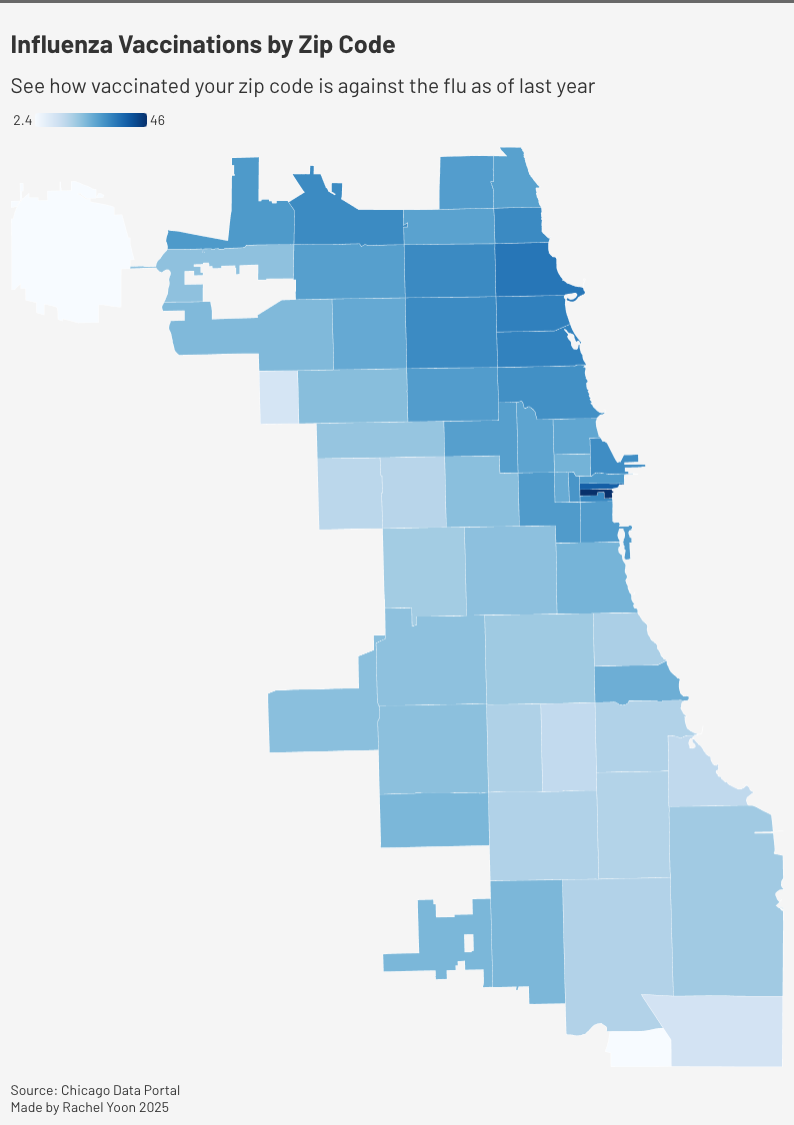 Influenza Vaccinations by Zip Code
See how vaccinated your zip code is against the flu as of last year
2.4 46
Source: Chicago Data Portal
Made by Rachel Yoon 2025